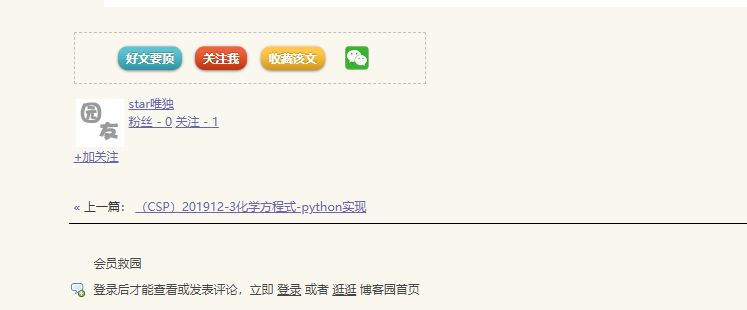 好文要顶 关注我 收藏该文
园友
star唯独
粉丝 - 0 关注 - 1
+加关注
« 上一篇： （CSP）201912-3化学方程式-python实现
会员救园
登录后才能查看或发表评论，立即 登录 或者 逛逛 博客园首页